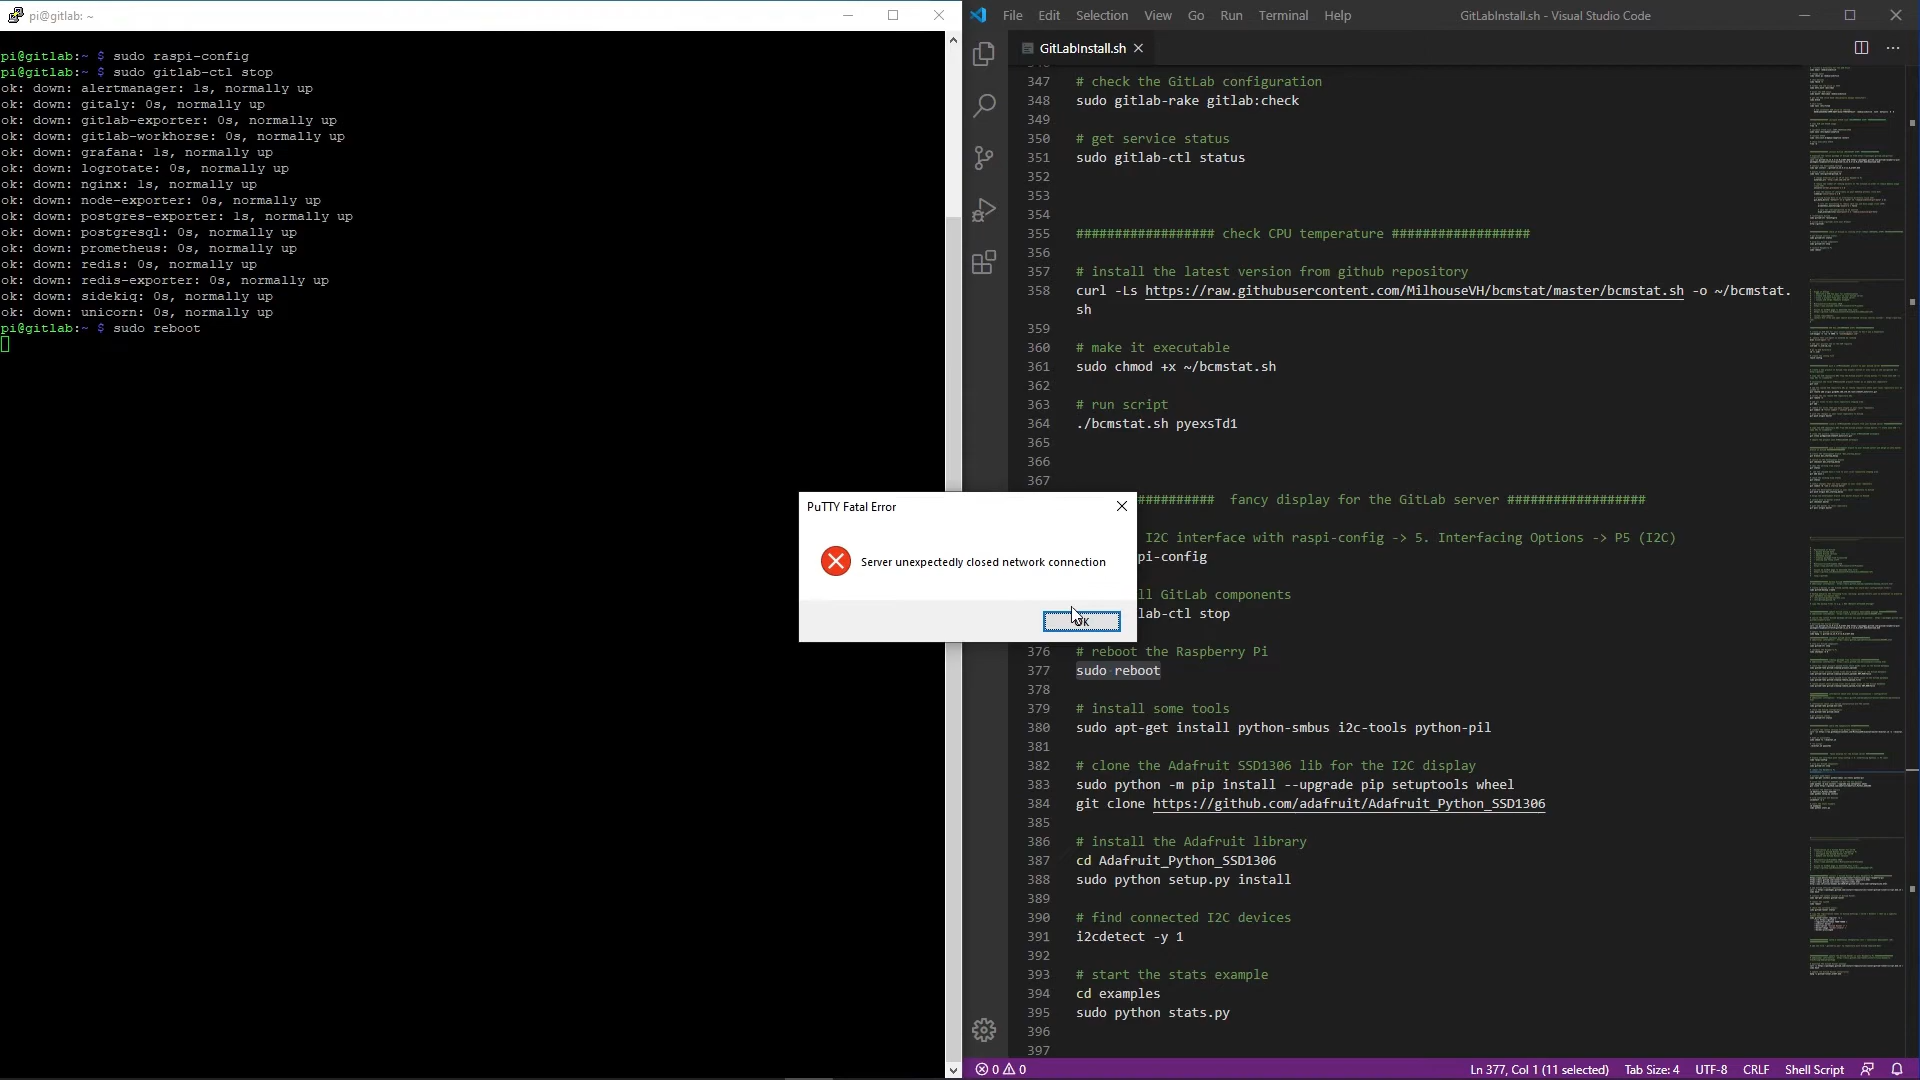 pi@gitlab: ~
pi@gitlab:~ $ sudo raspi-config
pi@gitlab:~ $ sudo gitlab-ctl stop
ok: down: alertmanager: 1s, normally up
ok: down: gitaly: 0s, normally up
ok: down: gitlab-exporter: 0s, normally up
ok: down: gitlab-workhorse: 0s, normally up
ok: down: grafana: 1s, normally up
ok: down: logrotate: 0s, normally up
ok: down: nginx: 1s, normally up
ok: down: node-exporter: 0s, normally up
ok: down: postgres-exporter: 1s, normally up
ok: down: postgresql: 0s, normally up
ok: down: prometheus: 0s, normally up
ok: down: redis: 0s, normally up
ok: down: redis-exporter: 0s, normally up
ok: down: sidekiq: 0s, normally up
ok: down: unicorn: 0s, normally up
pi@gitlab:~ $ sudo reboot
File Edit Selection View Go Run Terminal Help GitLabInstall.sh - Visual Studio Code
GitLabInstall.sh
347 # check the GitLab configuration
348 sudo gitlab-rake gitlab:check
349
350 # get service status
351 sudo gitlab-ctl status
352
353
354
355 ################## check CPU temperature ##################
356
357 # install the latest version from github repository
358 curl -Ls https://raw.githubusercontent.com/MilhouseVH/bcmstat/master/bcmstat.sh -o ~/bcmstat.
sh
359
360 # make it executable
361 sudo chmod +x ~/bcmstat.sh
362
363 # run script
364 ./bcmstat.sh pyexsTd1
365
366
367
########## fancy display for the GitLab server ##################
I2C interface with raspi-config -> 5. Interfacing Options -> P5 (I2C)
pi-config
ll GitLab components
lab-ctl stop
PuTTY Fatal Error
Server unexpectedly closed network connection
OK
376 # reboot the Raspberry Pi
377 sudo reboot
378
379 # install some tools
380 sudo apt-get install python-smbus i2c-tools python-pil
381
382 # clone the Adafruit SSD1306 lib for the I2C display
383 sudo python -m pip install --upgrade pip setuptools wheel
384 git clone https://github.com/adafruit/Adafruit_Python_SSD1306
385
386 # install the Adafruit library
387 cd Adafruit_Python_SSD1306
388 sudo python setup.py install
389
390 # find connected I2C devices
391 i2cdetect -y 1
392
393 # start the stats example
394 cd examples
395 sudo python stats.py
396
397
0 0 Ln 377, Col 1 (11 selected) Tab Size: 4 UTF-8 CRLF Shell Script